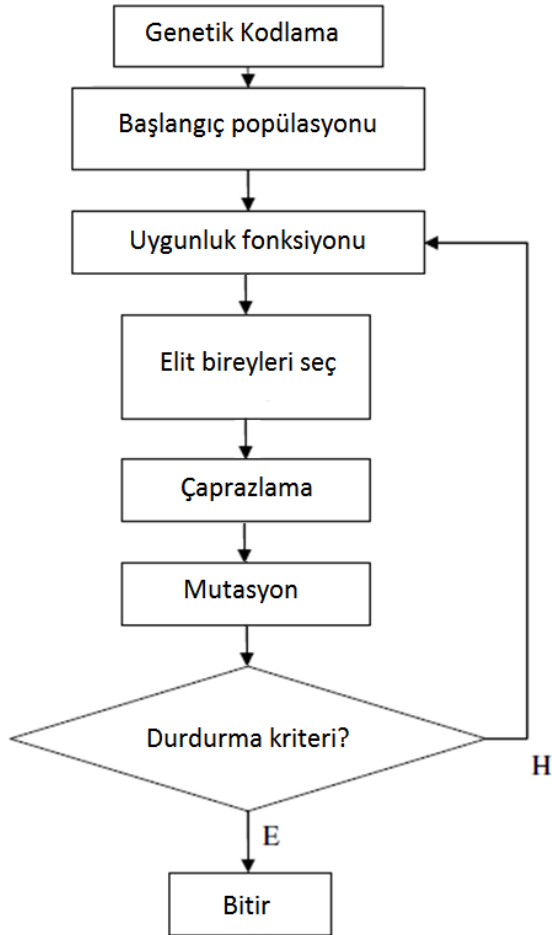 Genetik Kodlama
Başlangıç popülasyonu
Uygunluk fonksiyonu
Elit bireyleri seç
Çaprazlama
Mutasyon
Durdurma kriteri?
H
E
Bitir